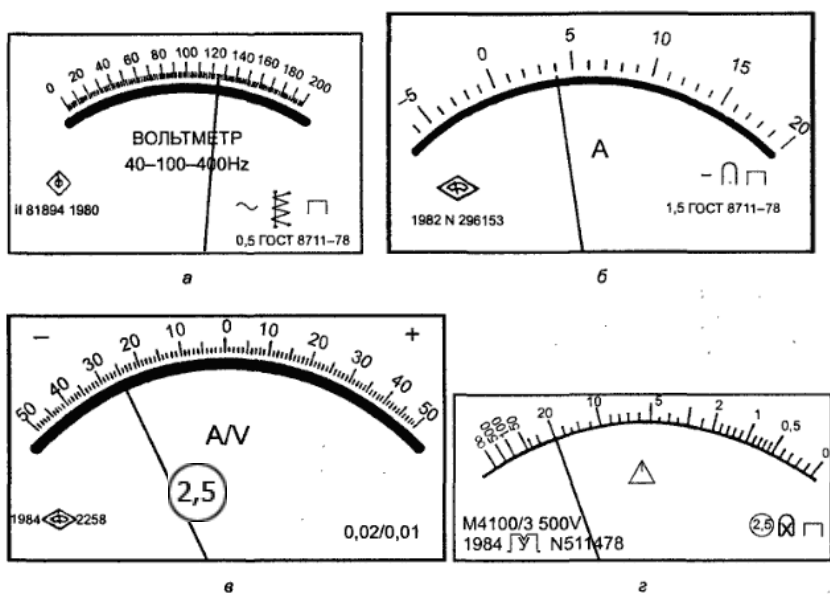 0 20 40 60 80 100 120 140 160 180 200
ВОЛЬТМЕТР
40–100–400Hz
il 81894 1980
0,5 ГОСТ 8711–78
а
-5 0 5 10 15 20
A
1982 N 296153
1,5 ГОСТ 8711–78
б
– +
50 40 30 20 10 0 10 20 30 40 50
A/V
2,5
1984 2258
0,02/0,01
в
∞ 500 100 50 20 10 5 2 1 0,5 0
M4100/3 500V
1984 У N511478
2,5
г